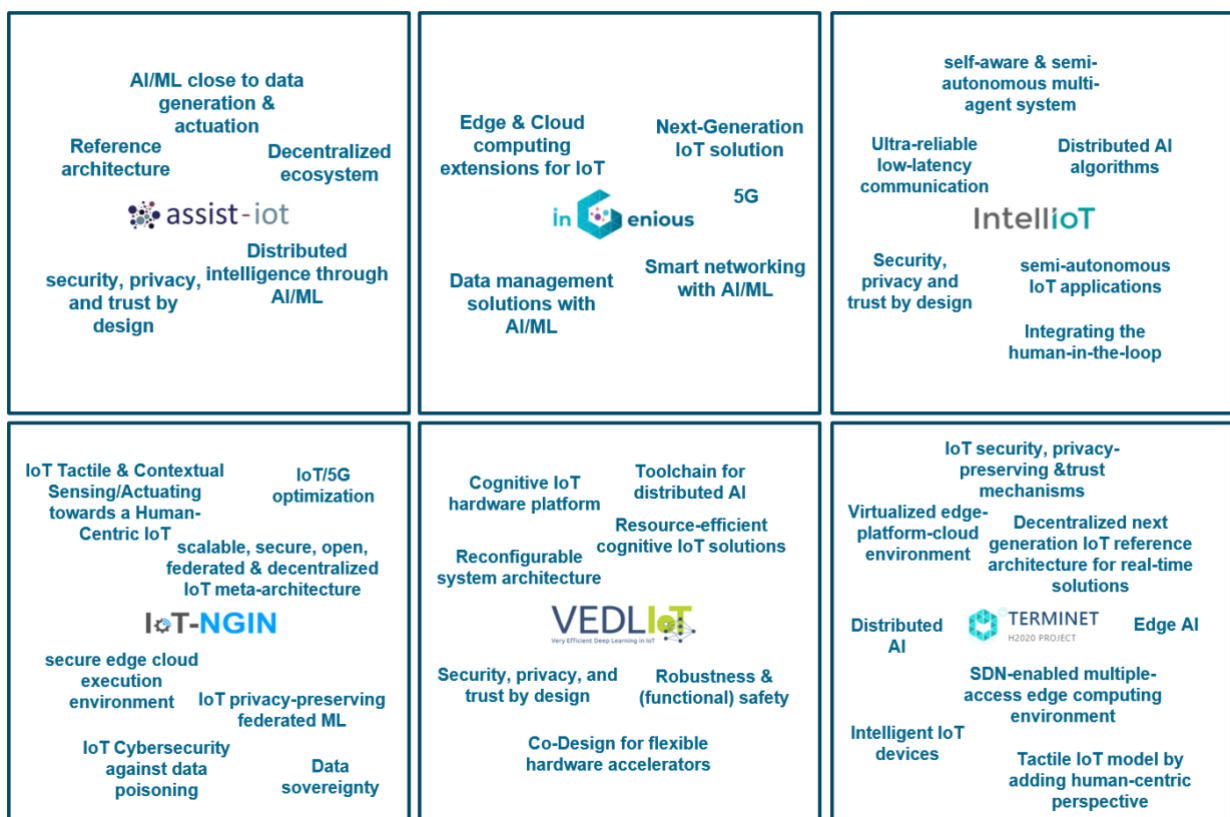 AI/ML close to data
generation &
actuation
Reference
architecture
Decentralized
ecosystem
assist-iot
security, privacy,
and trust by
design
Distributed
intelligence through
AI/ML
Edge & Cloud
computing
extensions for IoT
Next-Generation
IoT solution
5G
in G enious
Data management
solutions with
AI/ML
Smart networking
with AI/ML
self-aware & semi-
autonomous multi-
agent system
Ultra-reliable
low-latency
communication
Distributed AI
algorithms
IntellIoT
Security,
privacy and
trust by design
semi-autonomous
IoT applications
Integrating the
human-in-the-loop
IoT Tactile & Contextual
Sensing/Actuating
towards a Human-
Centric IoT
IoT/5G
optimization
scalable, secure, open,
federated & decentralized
IoT meta-architecture
IoT-NGIN
secure edge cloud
execution
environment
IoT privacy-preserving
federated ML
IoT Cybersecurity
against data
poisoning
Data
sovereignty
Cognitive IoT
hardware platform
Toolchain for
distributed AI
Resource-efficient
cognitive IoT solutions
Reconfigurable
system architecture
VEDLIoT
Very Efficient Deep Learning in IoT
Security, privacy, and
trust by design
Robustness &
(functional) safety
Co-Design for flexible
hardware accelerators
IoT security, privacy-
preserving &trust
mechanisms
Virtualized edge-
platform-cloud
environment
Decentralized next
generation IoT reference
architecture for real-time
solutions
Distributed
AI
TERMINET
H2020 PROJECT
Edge AI
SDN-enabled multiple-
access edge computing
environment
Intelligent IoT
devices
Tactile IoT model by
adding human-centric
perspective